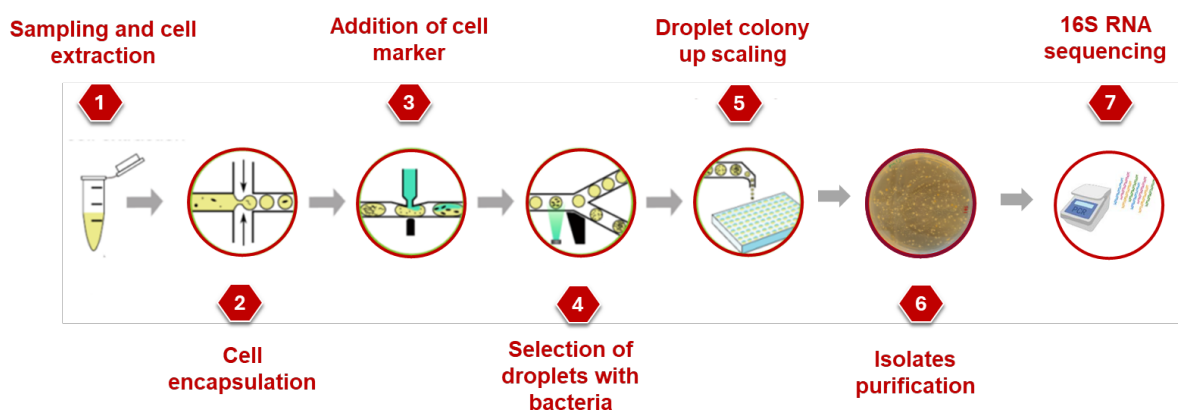 Sampling and cell
extraction
1
2
Cell
encapsulation
Addition of cell
marker
3
4
Selection of
droplets with
bacteria
Droplet colony
up scaling
5
6
Isolates
purification
16S RNA
sequencing
7